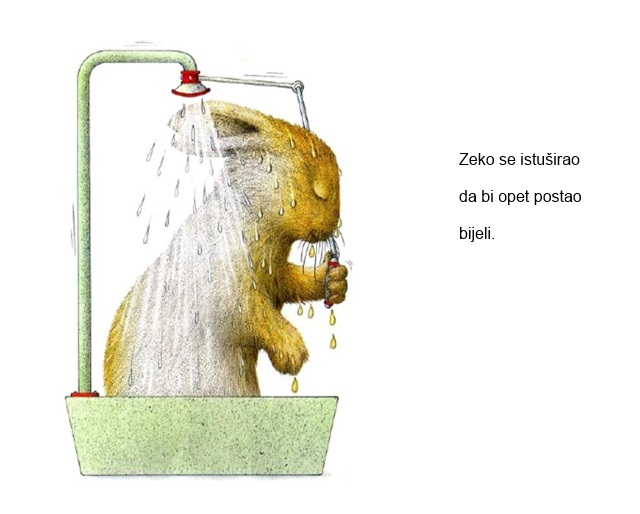 Zeko se istuširao
da bi opet postao
bijeli.